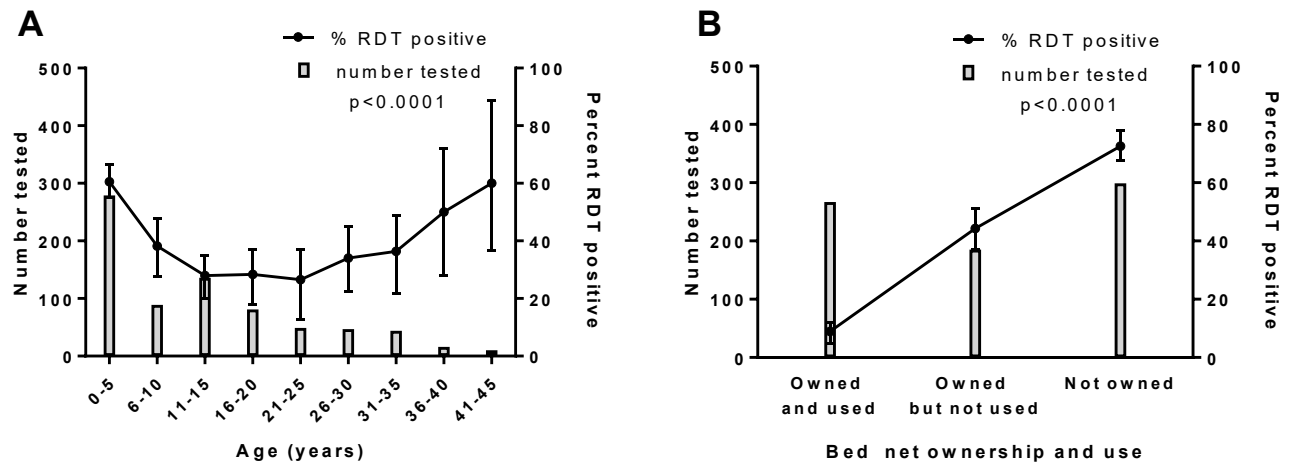 A
% RDT positive
number tested
p<0.0001
500
400
300
200
100
0
100
80
60
40
20
0
Number tested
Percent RDT positive
0-5
6-10
11-15
16-20
21-25
26-30
31-35
36-40
41-45
Age (years)
B
% RDT positive
number tested
p<0.0001
500
400
300
200
100
0
100
80
60
40
20
0
Number tested
Percent RDT positive
Owned
and used
Owned
but not used
Not owned
Bed net ownership and use